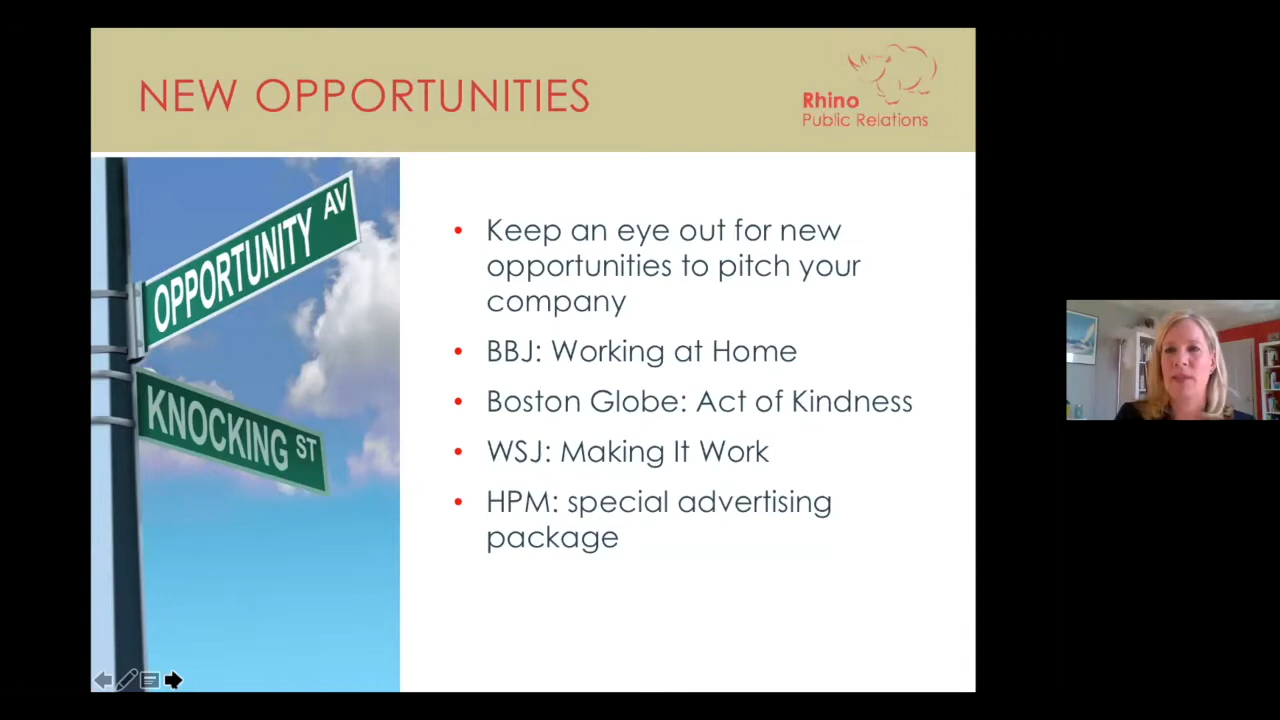 NEW OPPORTUNITIES
Rhino
Public Relations
OPPORTUNITY AV
KNOCKING ST
• Keep an eye out for new
opportunities to pitch your
company
• BBJ: Working at Home
• Boston Globe: Act of Kindness
• WSJ: Making It Work
• HPM: special advertising
package